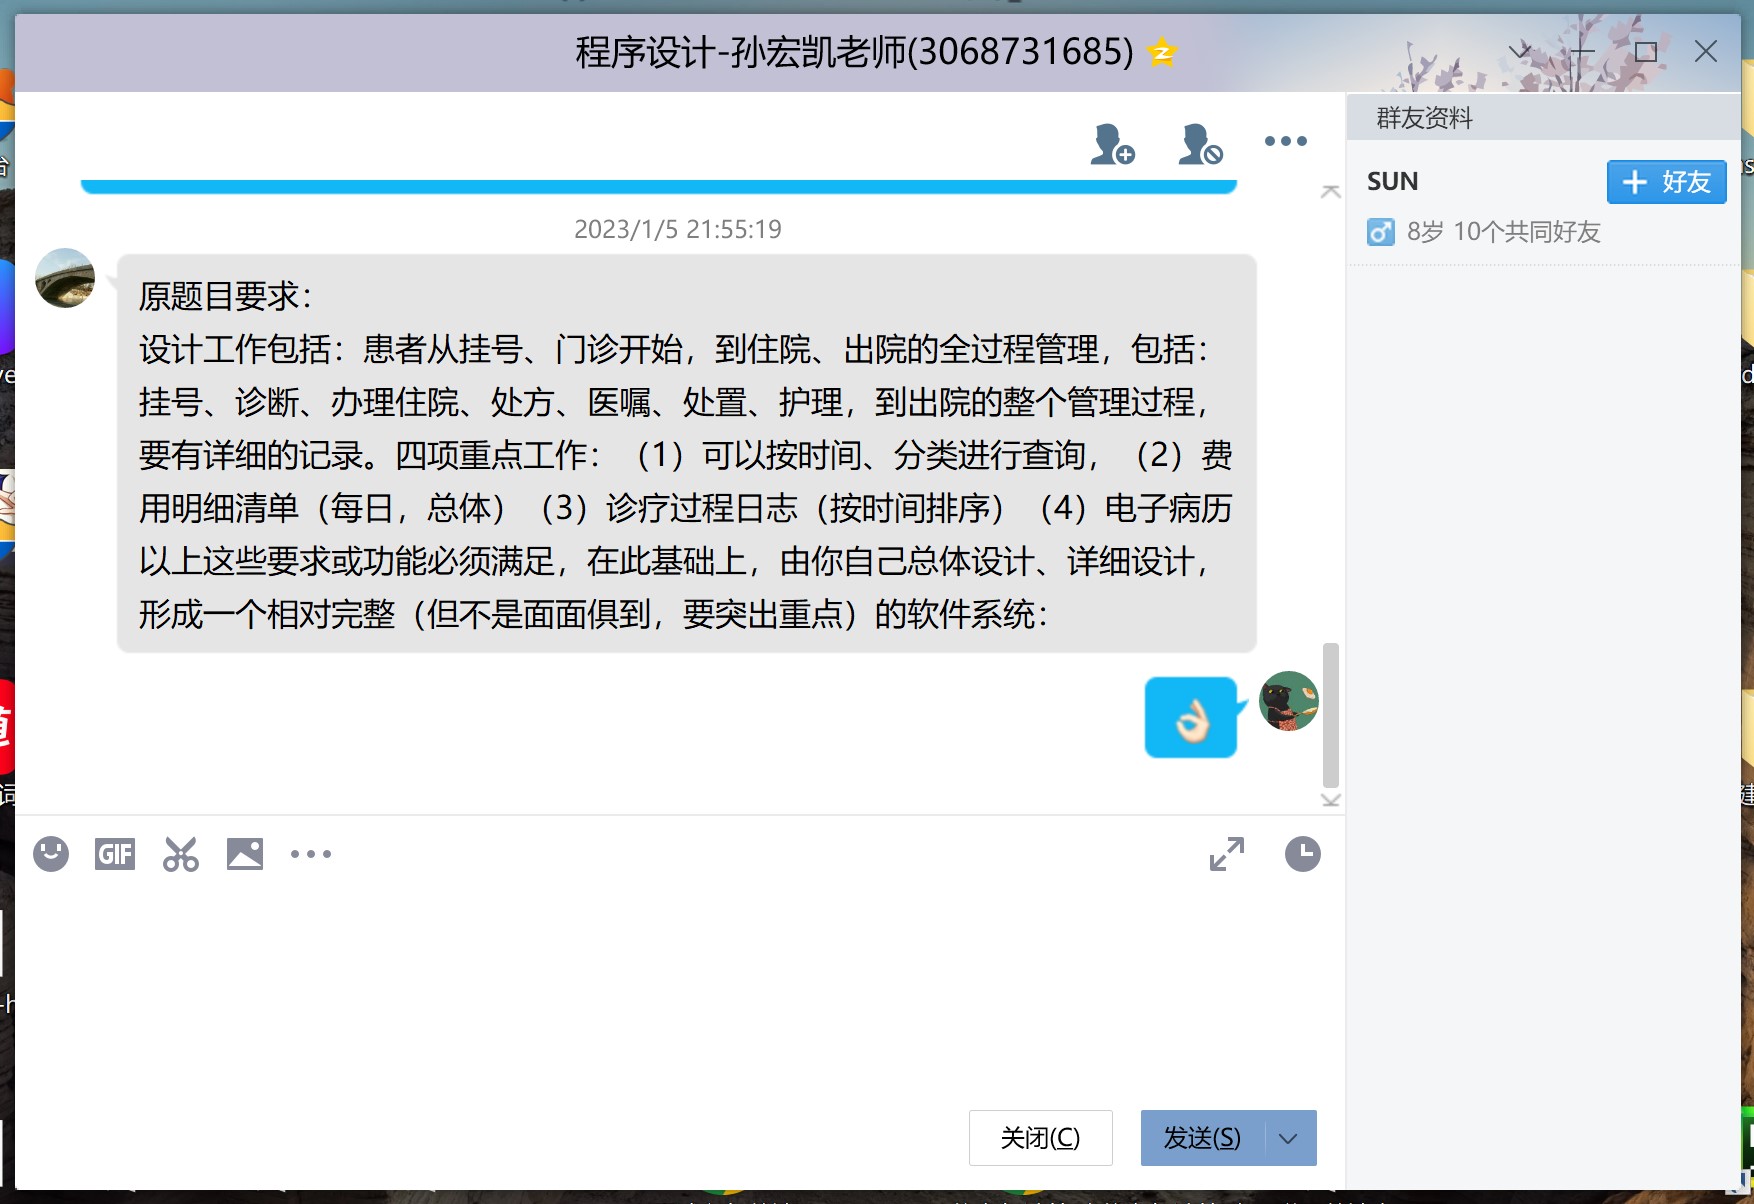 程序设计-孙宏凯老师(3068731685)
群友资料
SUN
好友
8岁 10个共同好友
2023/1/5 21:55:19
原题目要求：
设计工作包括：患者从挂号、门诊开始，到住院、出院的全过程管理，包括：
挂号、诊断、办理住院、处方、医嘱、处置、护理，到出院的整个管理过程，
要有详细的记录。四项重点工作：（1）可以按时间、分类进行查询，（2）费
用明细清单（每日，总体）（3）诊疗过程日志（按时间排序）（4）电子病历
以上这些要求或功能必须满足，在此基础上，由你自己总体设计、详细设计，
形成一个相对完整（但不是面面俱到，要突出重点）的软件系统：
GIF
关闭(C)
发送(S)